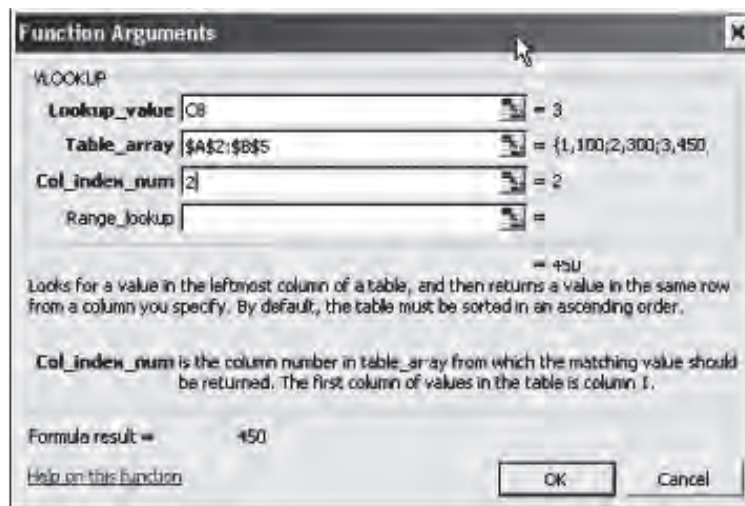 Function Arguments
VLOOKUP
Lookup_value C8 = 3
Table_array $A$2:$B$5 = {1,100;2,300;3,450
Col_index_num 2 = 2
Range_lookup =
= 450
Looks for a value in the leftmost column of a table, and then returns a value in the same row
from a column you specify. By default, the table must be sorted in an ascending order.
Col_index_num is the column number in table_array from which the matching value should
be returned. The first column of values in the table is column 1.
Formula result = 450
Help on this function OK Cancel